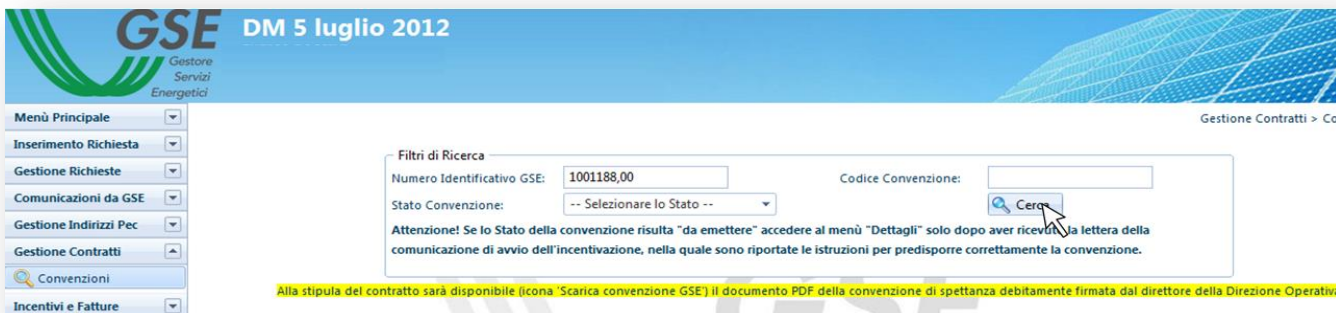 GSE
Gestore
Servizi
Energetici
DM 5 luglio 2012
Gestione Contratti > Co
Menù Principale
Inserimento Richiesta
Gestione Richieste
Comunicazioni da GSE
Gestione Indirizzi Pec
Gestione Contratti
Convenzioni
Incentivi e Fatture
Filtri di Ricerca
Numero Identificativo GSE: 1001188,00 Codice Convenzione:
Stato Convenzione: -- Selezionare lo Stato -- Cerca
Attenzione! Se lo Stato della convenzione risulta "da emettere" accedere al menù "Dettagli" solo dopo aver ricevuto la lettera della
comunicazione di avvio dell'incentivazione, nella quale sono riportate le istruzioni per predisporre correttamente la convenzione.
Alla stipula del contratto sarà disponibile (icona 'Scarica convenzione GSE') il documento PDF della convenzione di spettanza debitamente firmata dal direttore della Direzione Operativa
GSE